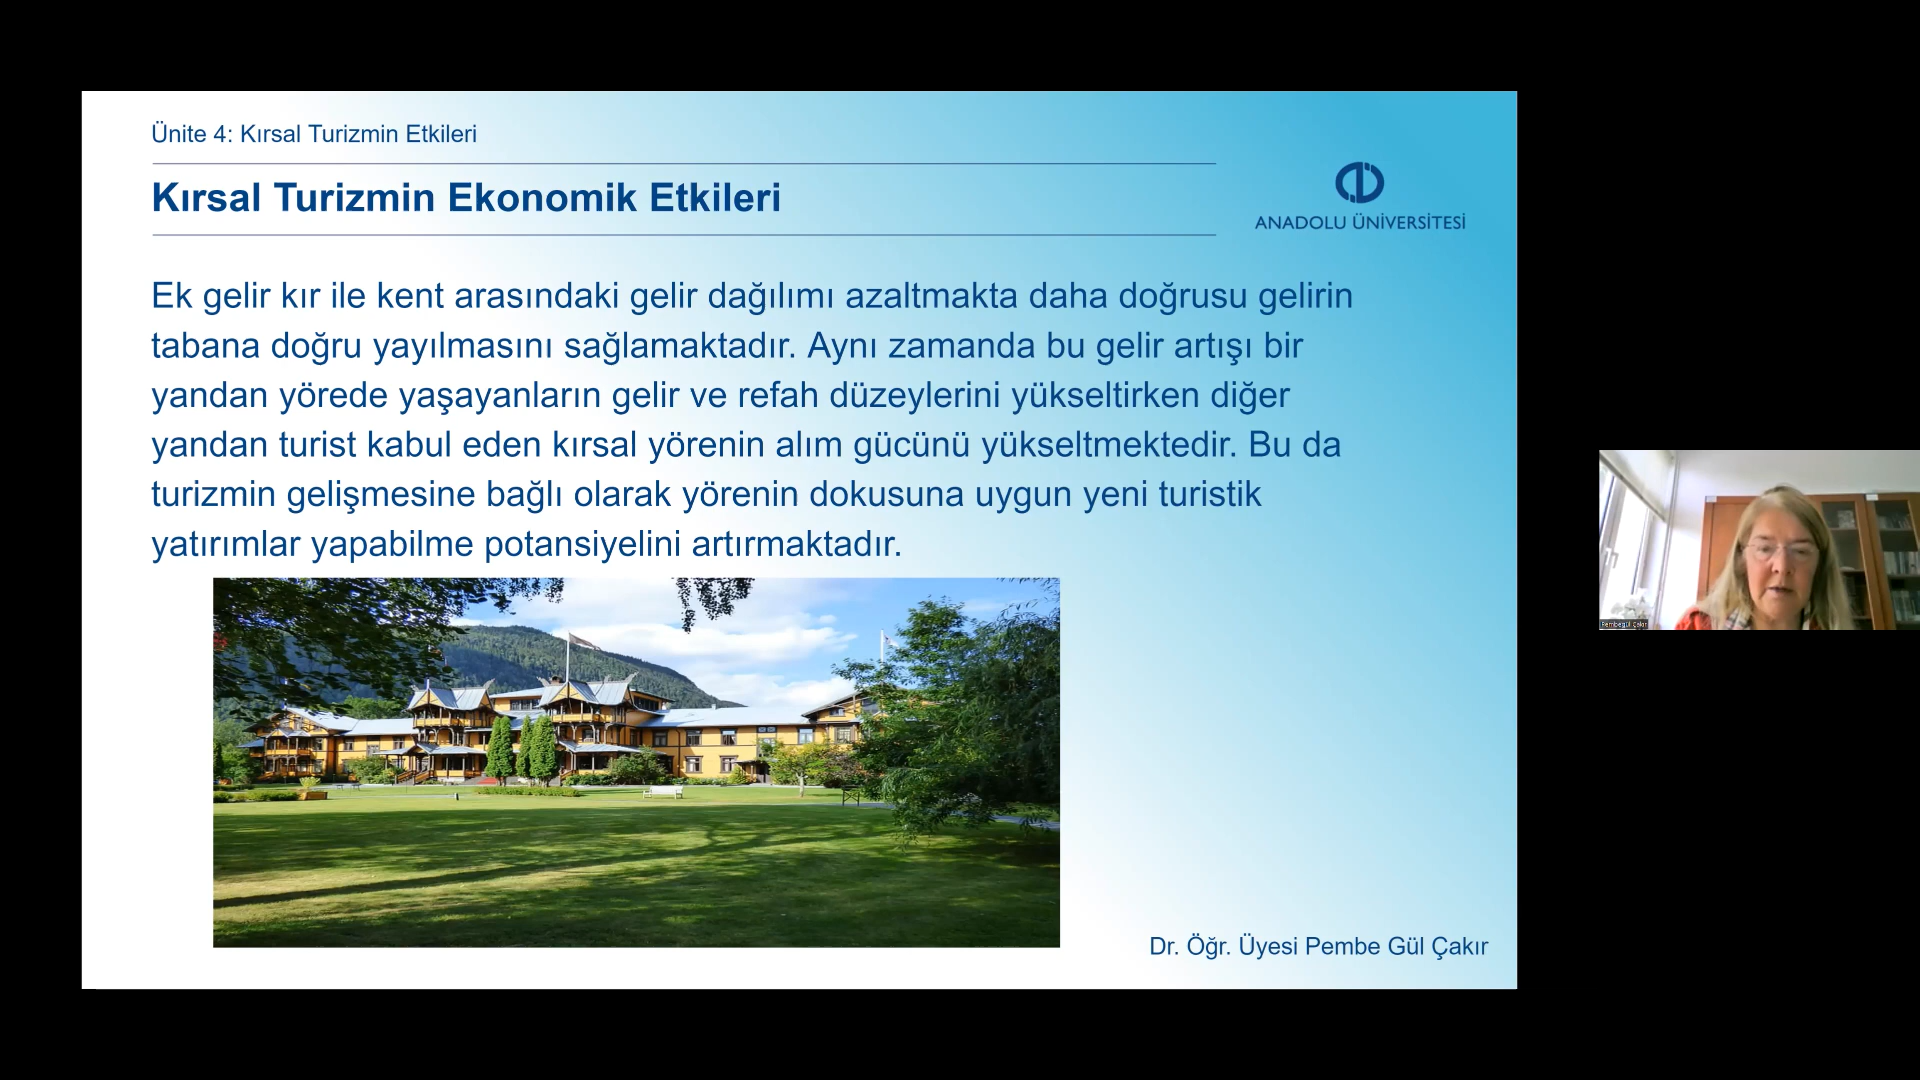 Ünite 4: Kırsal Turizmin Etkileri
Kırsal Turizmin Ekonomik Etkileri
ANADOLU ÜNİVERSİTESİ
Ek gelir kır ile kent arasındaki gelir dağılımı azaltmakta daha doğrusu gelirin
tabana doğru yayılmasını sağlamaktadır. Aynı zamanda bu gelir artışı bir
yandan yörede yaşayanların gelir ve refah düzeylerini yükseltirken diğer
yandan turist kabul eden kırsal yörenin alım gücünü yükseltmektedir. Bu da
turizmin gelişmesine bağlı olarak yörenin dokusuna uygun yeni turistik
yatırımlar yapabilme potansiyelini artırmaktadır.
Dr. Öğr. Üyesi Pembe Gül Çakır
Pembegül Çakır